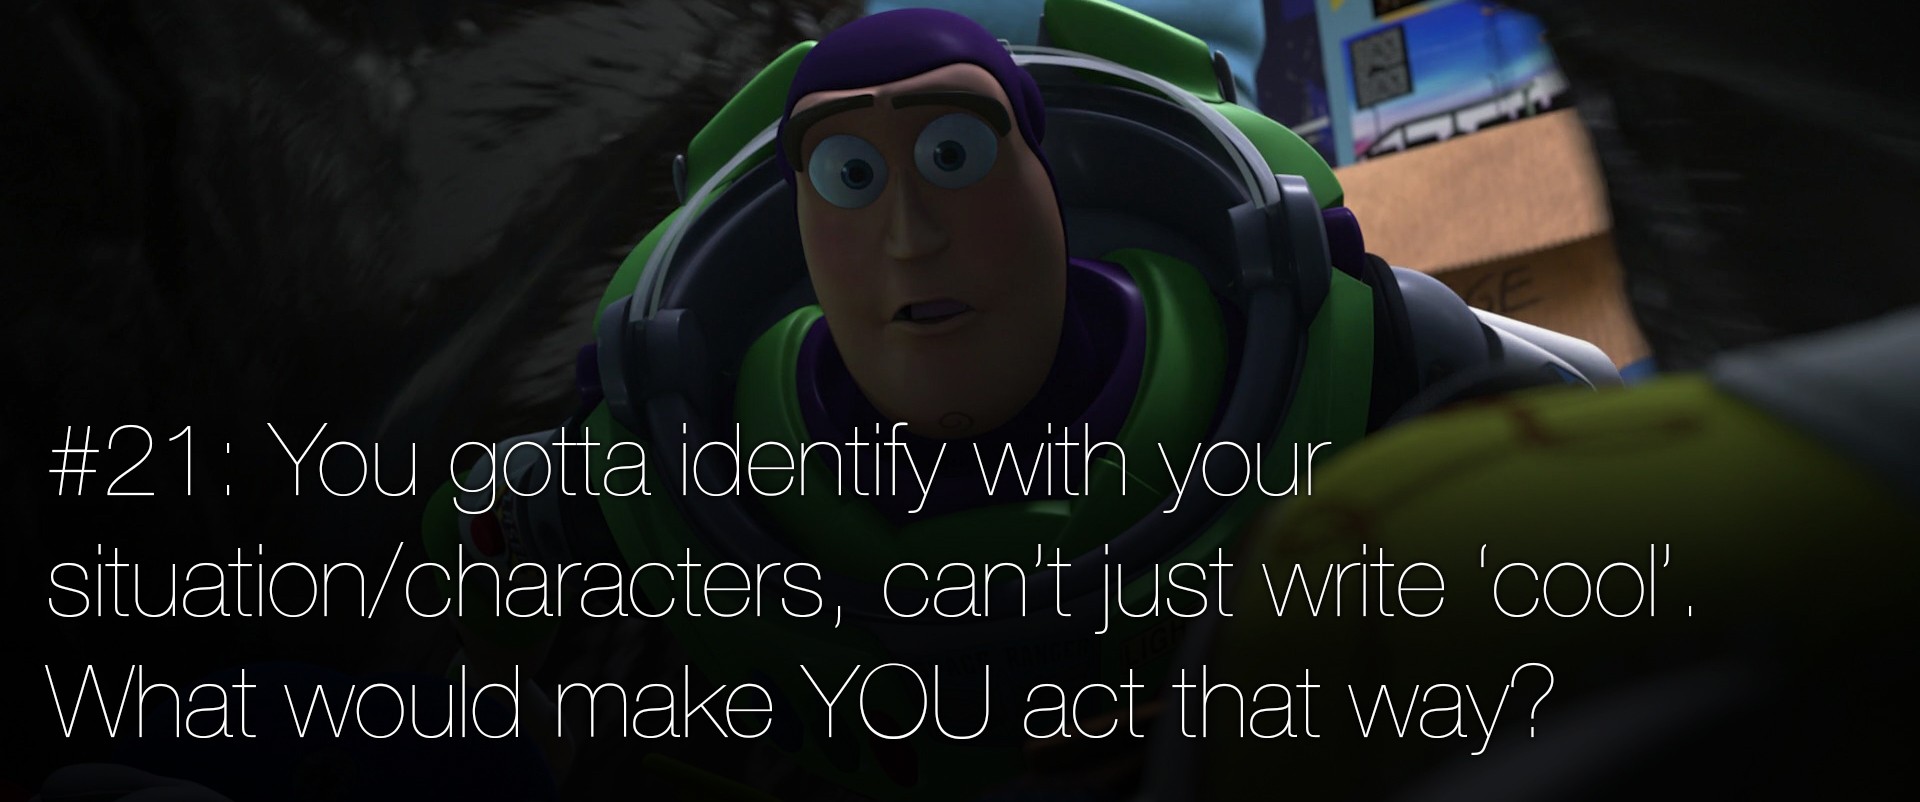 #21: You gotta identify with your
situation/characters, can’t just write ‘cool’.
What would make YOU act that way?